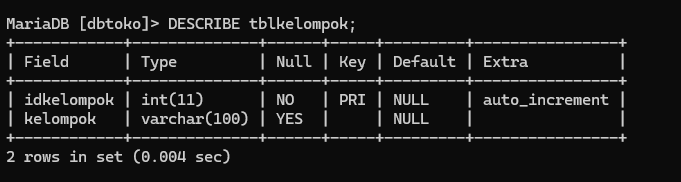 MariaDB [dbtoko]> DESCRIBE tblkelompok;
+------------+--------------+------+-----+---------+----------------+
| Field      | Type         | Null | Key | Default | Extra          |
+------------+--------------+------+-----+---------+----------------+
| idkelompok | int(11)      | NO   | PRI | NULL    | auto_increment |
| kelompok   | varchar(100) | YES  |     | NULL    |                |
+------------+--------------+------+-----+---------+----------------+
2 rows in set (0.004 sec)